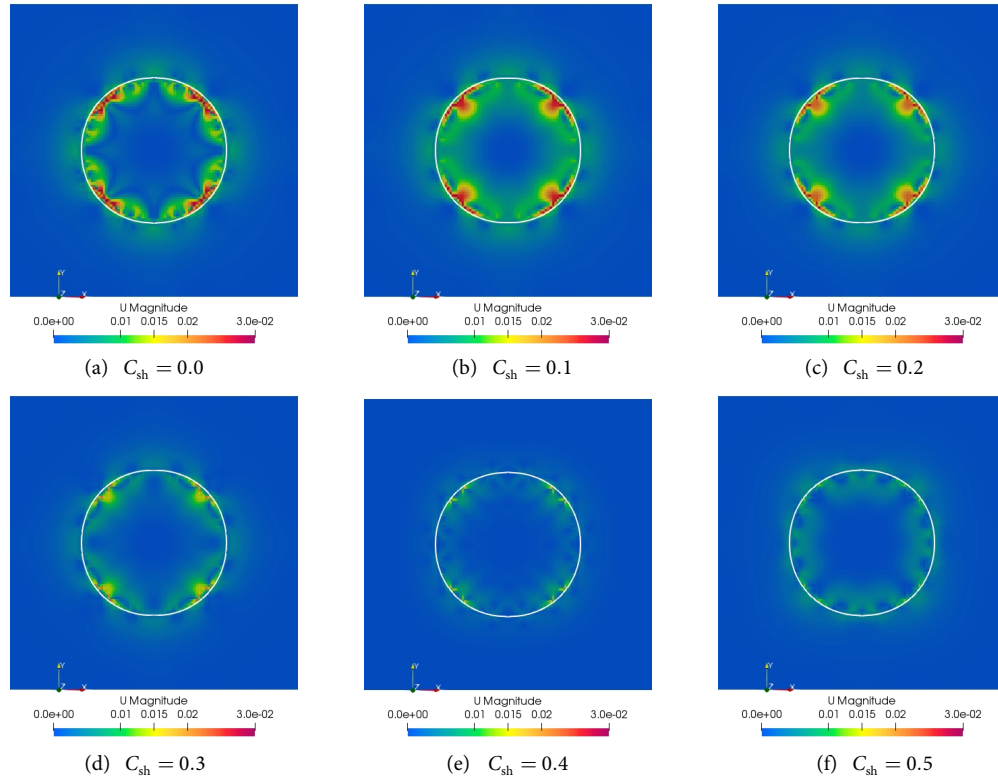 Y
Z X
U Magnitude
0.0e+00 0.01 0.015 0.02 3.0e-02
(a) C_sh = 0.0
Y
Z X
U Magnitude
0.0e+00 0.01 0.015 0.02 3.0e-02
(b) C_sh = 0.1
Y
Z X
U Magnitude
0.0e+00 0.01 0.015 0.02 3.0e-02
(c) C_sh = 0.2
Y
Z X
U Magnitude
0.0e+00 0.01 0.015 0.02 3.0e-02
(d) C_sh = 0.3
Y
Z X
U Magnitude
0.0e+00 0.01 0.015 0.02 3.0e-02
(e) C_sh = 0.4
Y
Z X
U Magnitude
0.0e+00 0.01 0.015 0.02 3.0e-02
(f) C_sh = 0.5